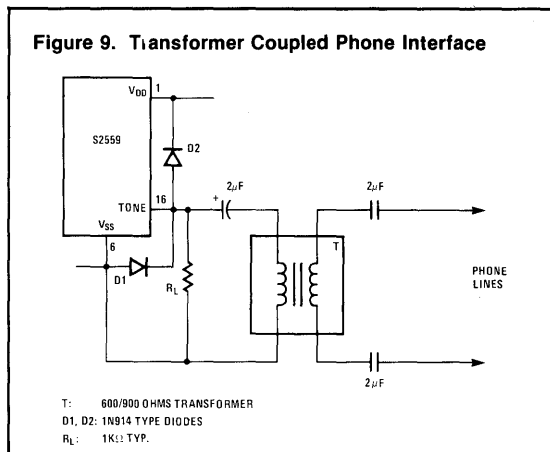 Figure 9. Transformer Coupled Phone Interface
VDD 1
S2559
D2
2µF
2µF
TONE 16
+
VSS
6
T
D1
RL
PHONE
LINES
2µF
T: 600/900 OHMS TRANSFORMER
D1, D2: 1N914 TYPE DIODES
RL: 1KΩ TYP.